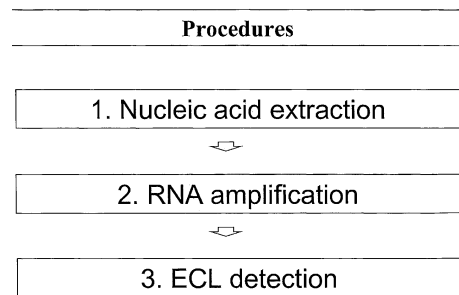 Procedures
1. Nucleic acid extraction
2. RNA amplification
3. ECL detection